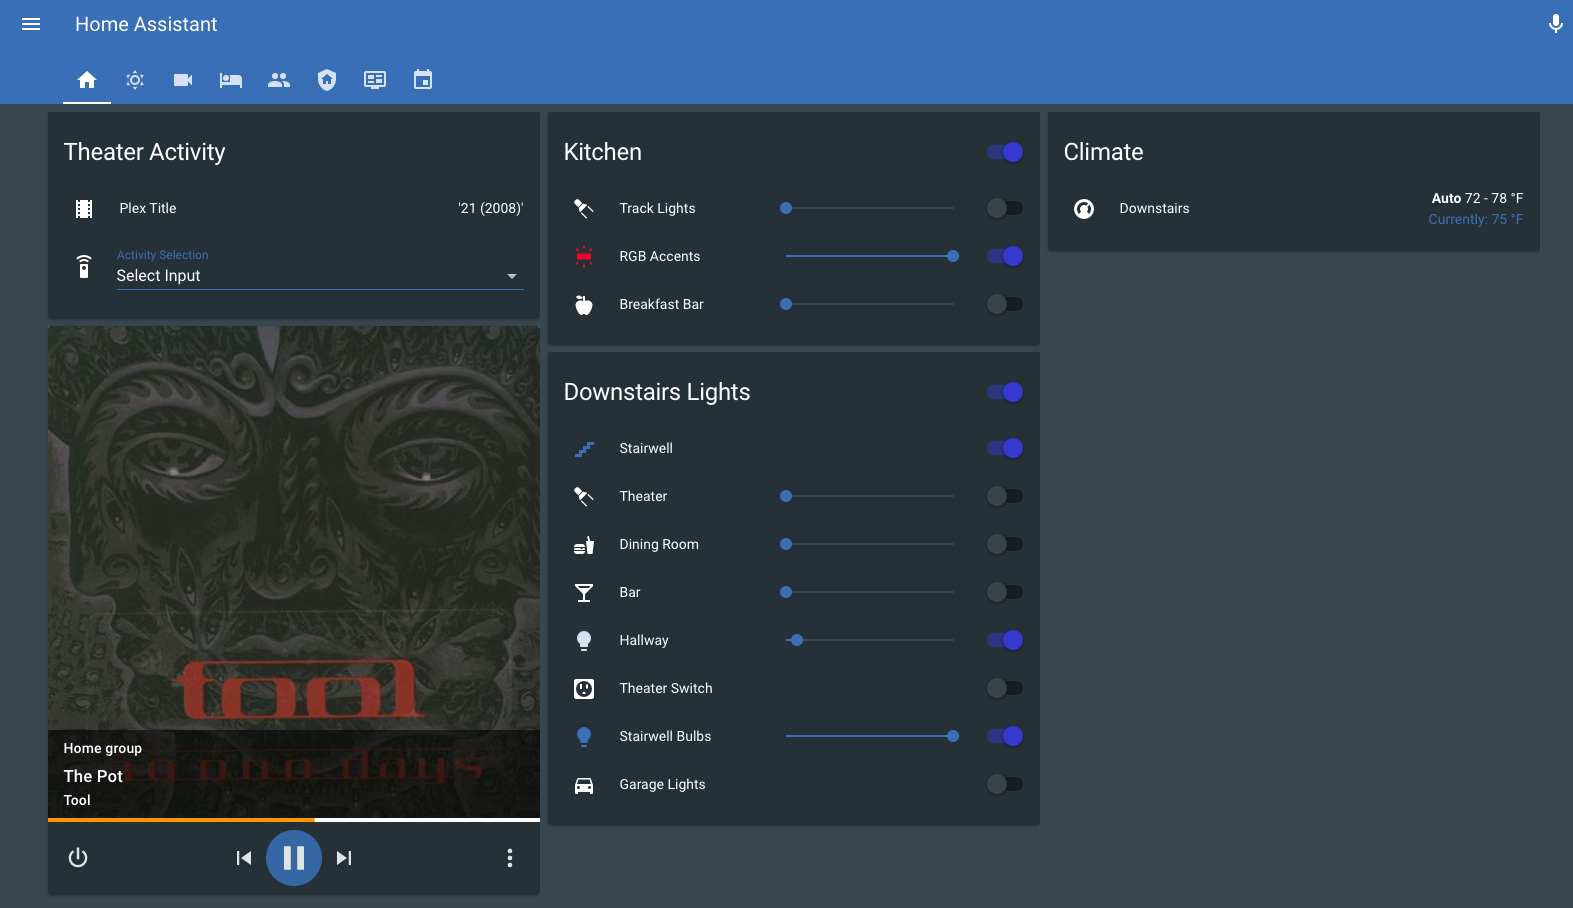 Home Assistant
Theater Activity
Plex Title
'21 (2008)'
Activity Selection
Select Input
tool
10,000 days
Home group
The Pot
Tool
Kitchen
Track Lights
RGB Accents
Breakfast Bar
Downstairs Lights
Stairwell
Theater
Dining Room
Bar
Hallway
Theater Switch
Stairwell Bulbs
Garage Lights
Climate
Downstairs
Auto 72 - 78 °F
Currently: 75 °F